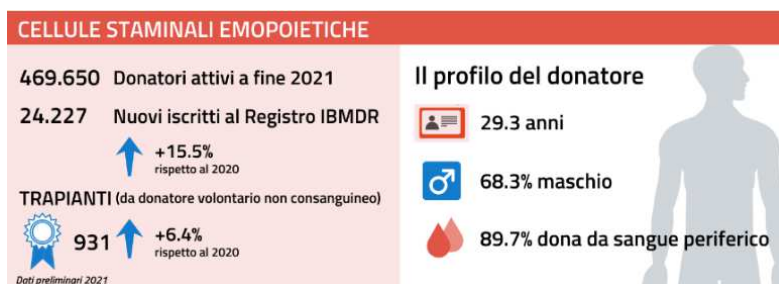 CELLULE STAMINALI EMOPOIETICHE
469.650 Donatori attivi a fine 2021
24.227 Nuovi iscritti al Registro IBMDR
+15.5%
rispetto al 2020
TRAPIANTI (da donatore volontario non consanguineo)
931
+6.4%
rispetto al 2020
Dati preliminari 2021
Il profilo del donatore
29.3 anni
68.3% maschio
89.7% dona da sangue periferico